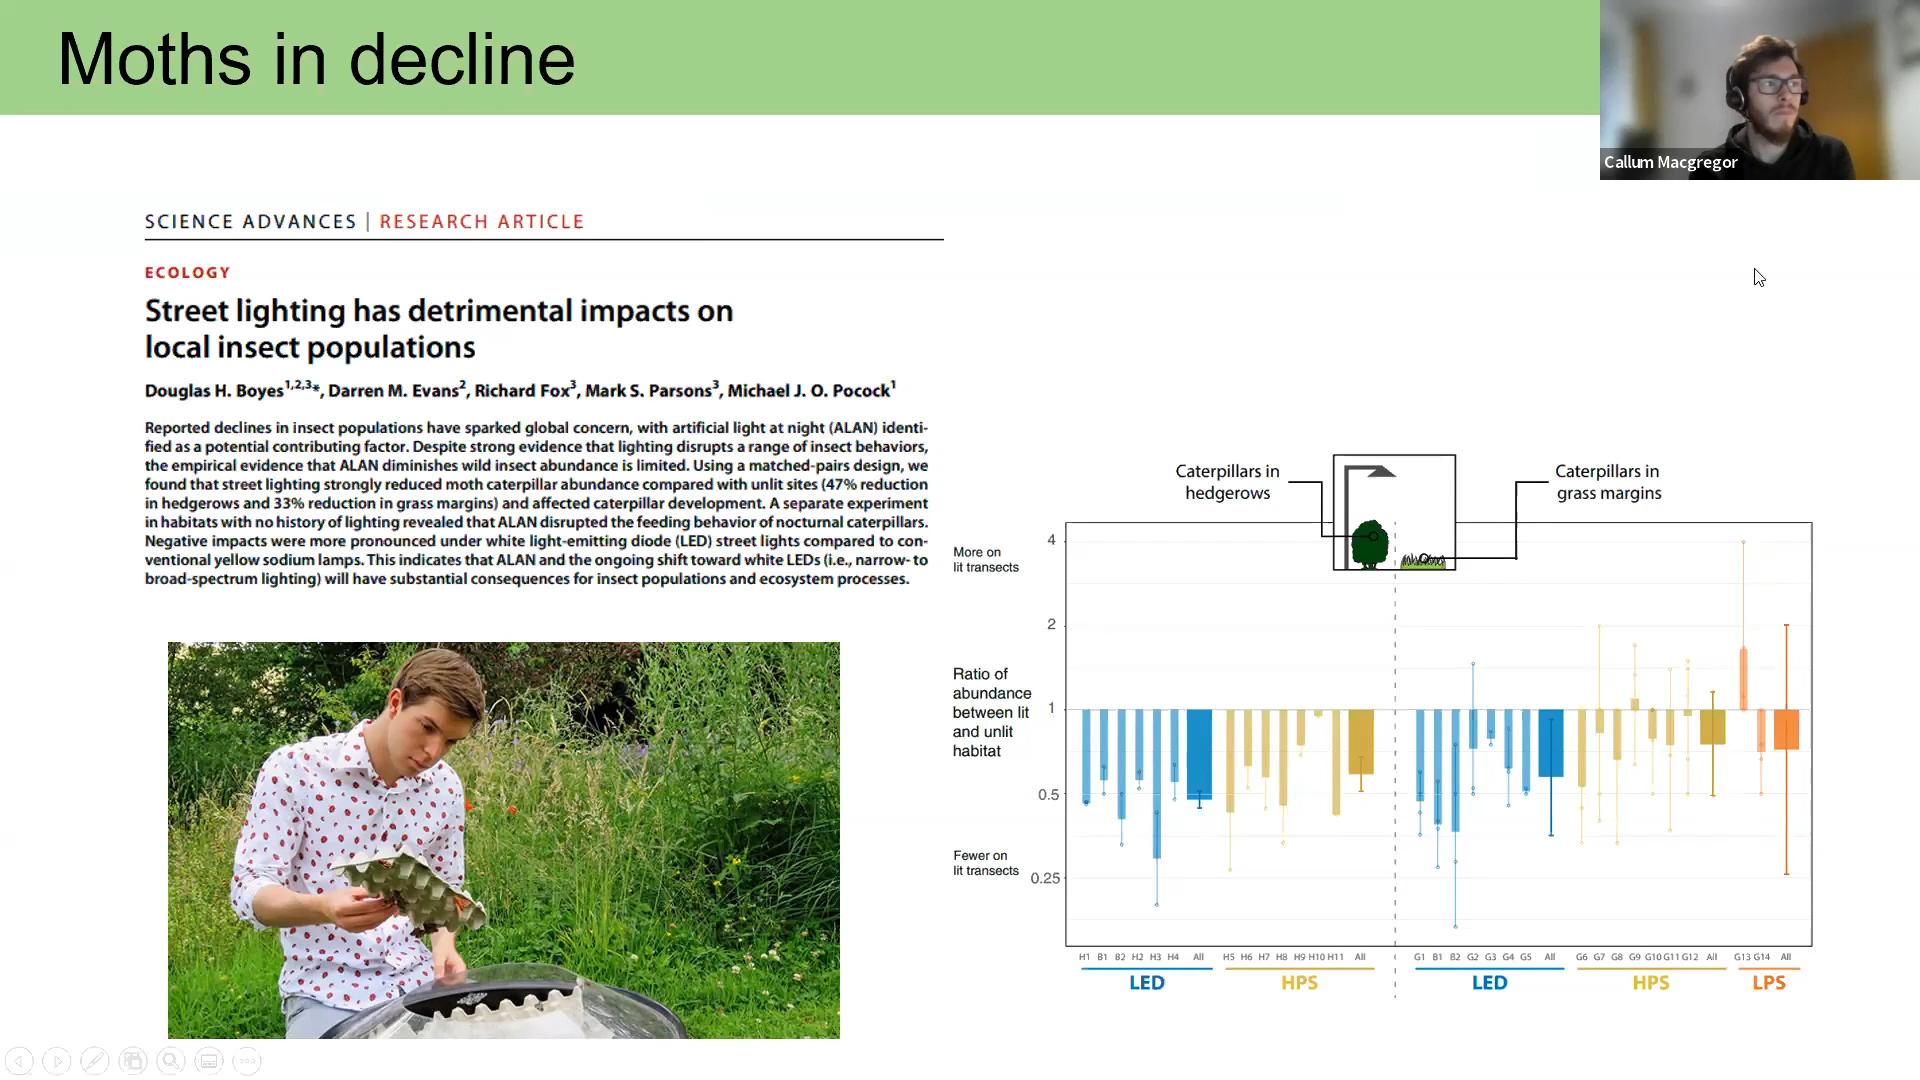 Moths in decline
Callum Macgregor
SCIENCE ADVANCES | RESEARCH ARTICLE
ECOLOGY
Street lighting has detrimental impacts on
local insect populations
Douglas H. Boyes1,2,3*, Darren M. Evans2, Richard Fox3, Mark S. Parsons3, Michael J. O. Pocock1
Reported declines in insect populations have sparked global concern, with artificial light at night (ALAN) identi-
fied as a potential contributing factor. Despite strong evidence that lighting disrupts a range of insect behaviors,
the empirical evidence that ALAN diminishes wild insect abundance is limited. Using a matched-pairs design, we
found that street lighting strongly reduced moth caterpillar abundance compared with unlit sites (47% reduction
in hedgerows and 33% reduction in grass margins) and affected caterpillar development. A separate experiment
in habitats with no history of lighting revealed that ALAN disrupted the feeding behavior of nocturnal caterpillars.
Negative impacts were more pronounced under white light-emitting diode (LED) street lights compared to con-
ventional yellow sodium lamps. This indicates that ALAN and the ongoing shift toward white LEDs (i.e., narrow- to
broad-spectrum lighting) will have substantial consequences for insect populations and ecosystem processes.
Caterpillars in
hedgerows
Caterpillars in
grass margins
More on
lit transects
Ratio of
abundance
between lit
and unlit
habitat
Fewer on
lit transects
4
2
1
0.5
0.25
H1 B1 B2 H2 H3 H4 All H5 H6 H7 H8 H9 H10 H11 All G1 B1 B2 G2 G3 G4 G5 All G6 G7 G8 G9 G10 G11 G12 All G13 G14 All
LED HPS LED HPS LPS